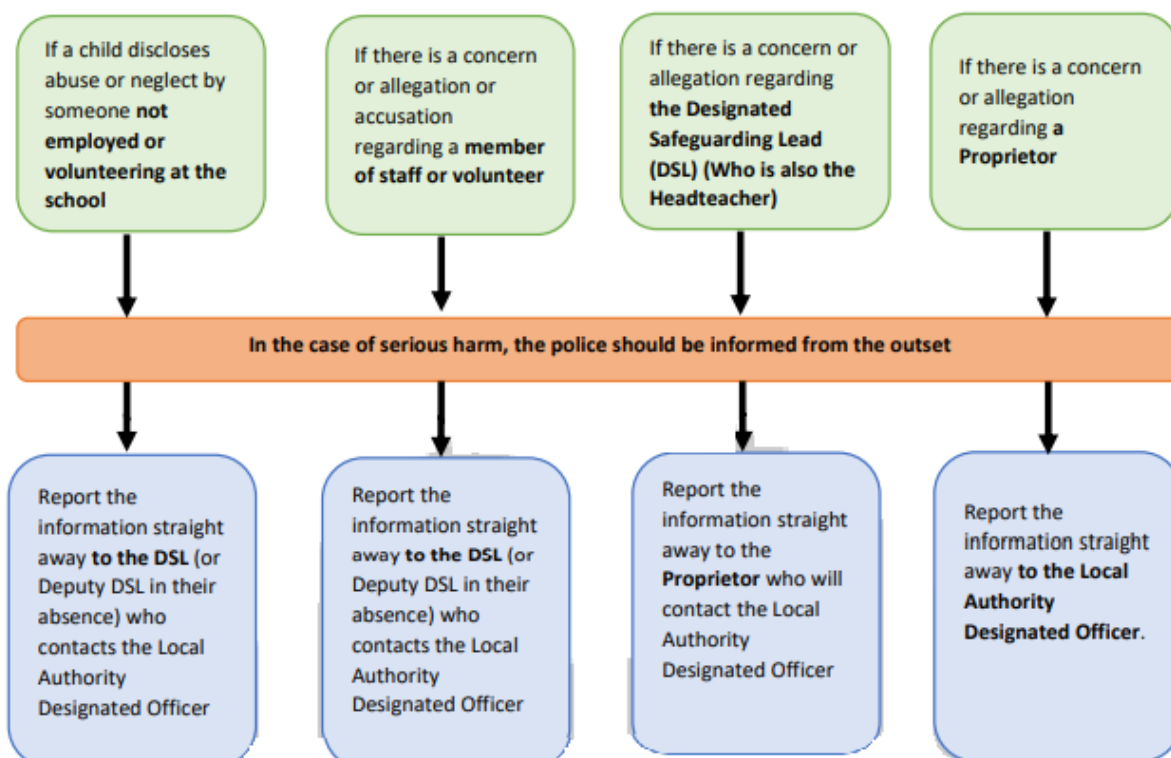 If a child discloses
abuse or neglect by
someone not
employed or
volunteering at the
school
If there is a concern
or allegation or
accusation
regarding a member
of staff or volunteer
If there is a concern or
allegation regarding
the Designated
Safeguarding Lead
(DSL) (Who is also the
Headteacher)
If there is a concern
or allegation
regarding a
Proprietor
In the case of serious harm, the police should be informed from the outset
Report the
information straight
away to the DSL (or
Deputy DSL in their
absence) who
contacts the Local
Authority
Designated Officer
Report the
information straight
away to the DSL (or
Deputy DSL in their
absence) who
contacts the Local
Authority
Designated Officer
Report the
information straight
away to the
Proprietor who will
contact the Local
Authority
Designated Officer
Report the
information straight
away to the Local
Authority
Designated Officer.